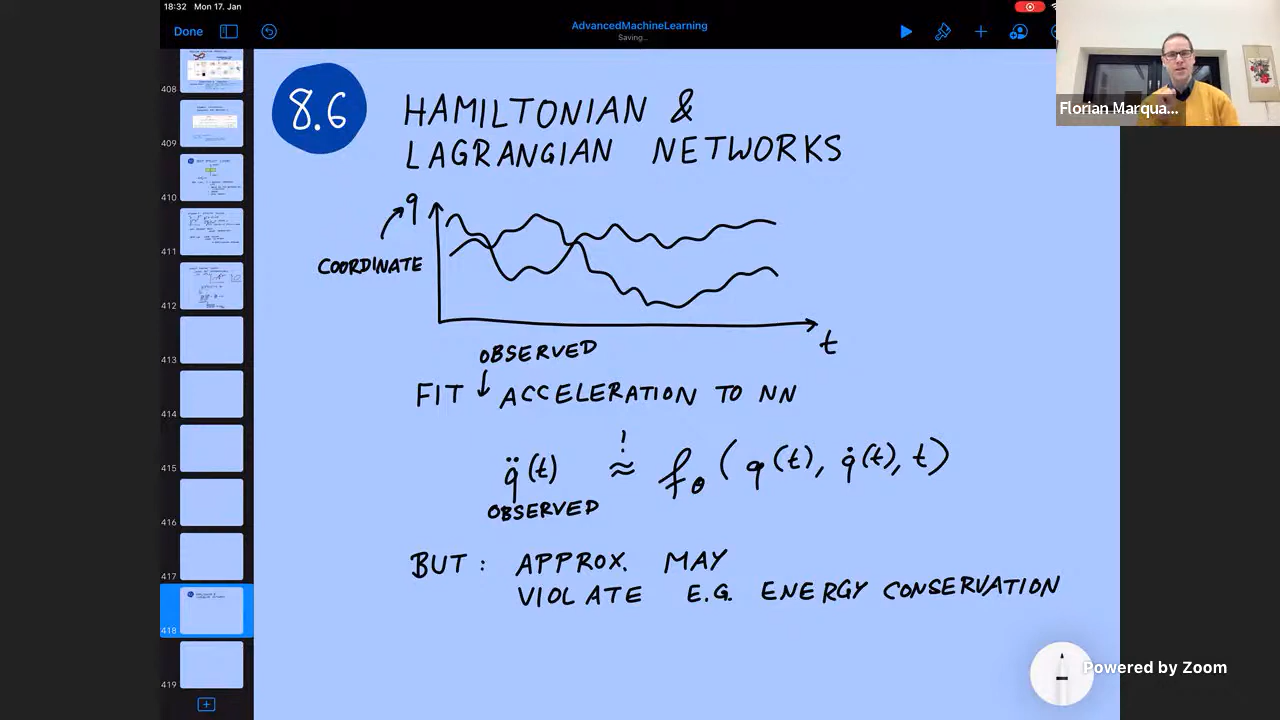 18:32 Mon 17. Jan
Done
AdvancedMachineLearning
Saving...
Florian Marqua...
8.6 HAMILTONIAN &
LAGRANGIAN NETWORKS
q
COORDINATE
t
OBSERVED
FIT ↓ ACCELERATION TO NN
!
q̈(t) ≈ f_θ (q(t), q̇(t), t)
OBSERVED
BUT: APPROX. MAY
VIOLATE E.G. ENERGY CONSERVATION
408
409
410
411
412
413
414
415
416
417
418
419
Powered by Zoom